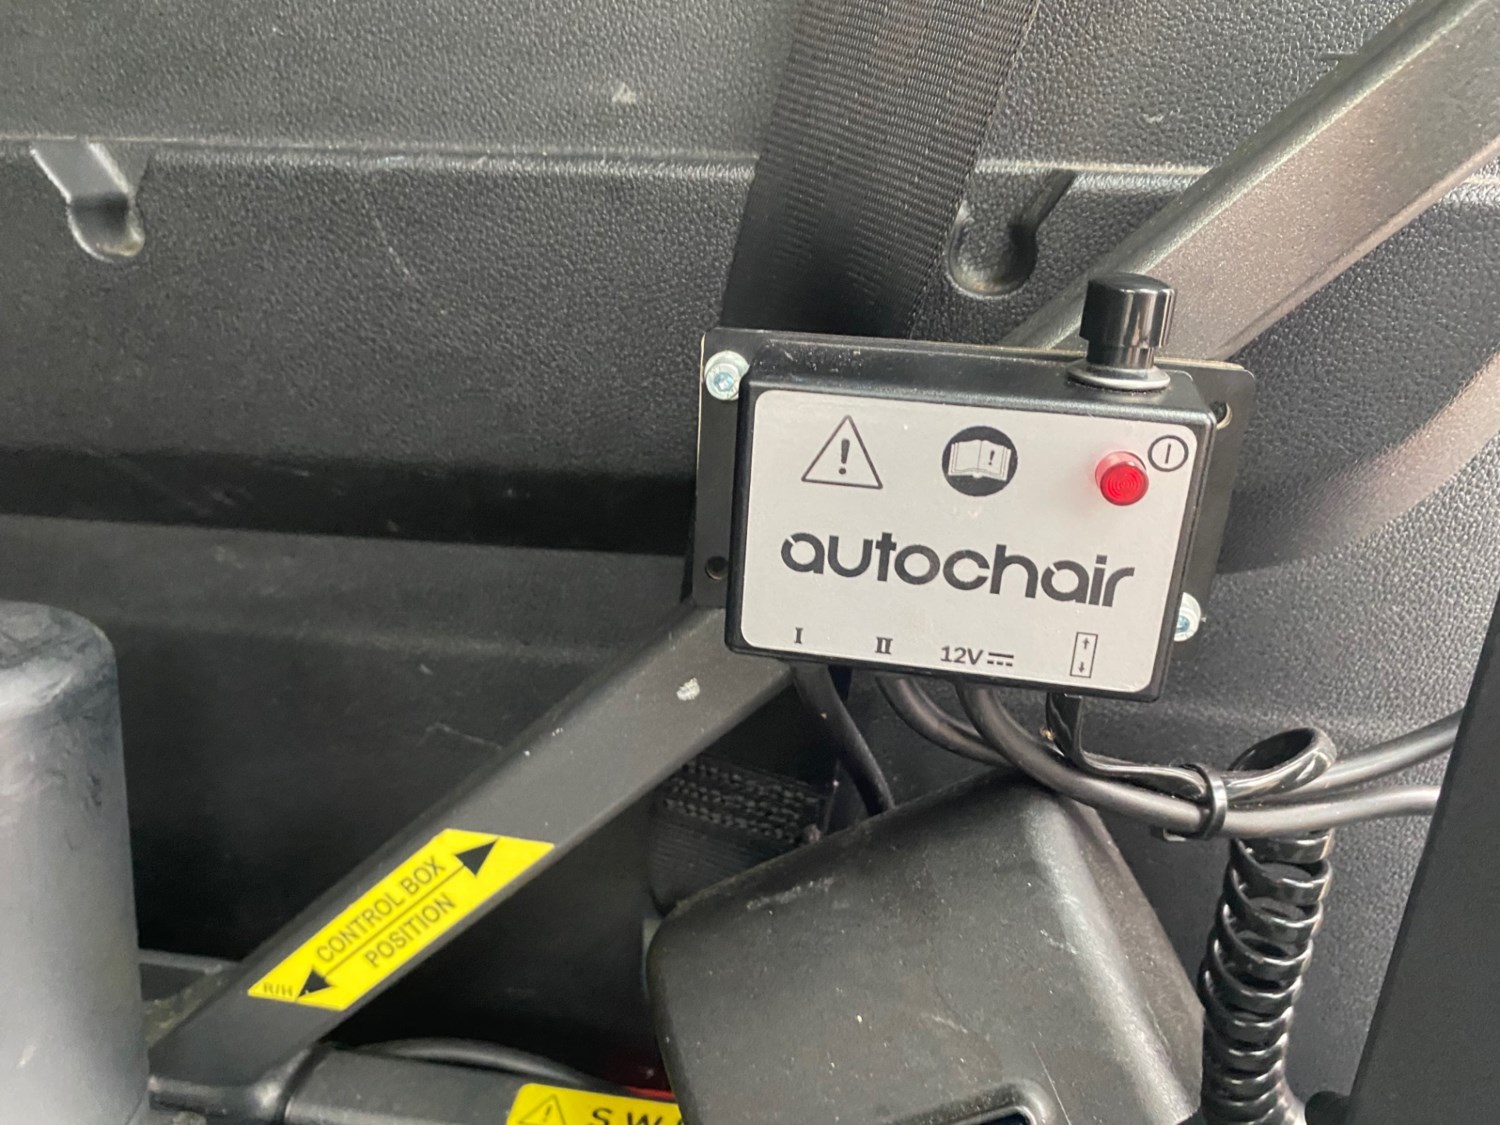 autochair
I II 12V
CONTROL BOX
POSITION
R/H
S.W.